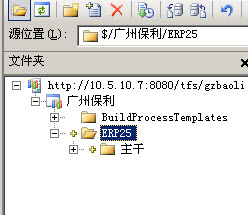 源位置(L):
$/广州保利/ERP25
文件夹
http://10.5.10.7:8080/tfs/gzbaoli
广州保利
BuildProcessTemplates
ERP25
主干